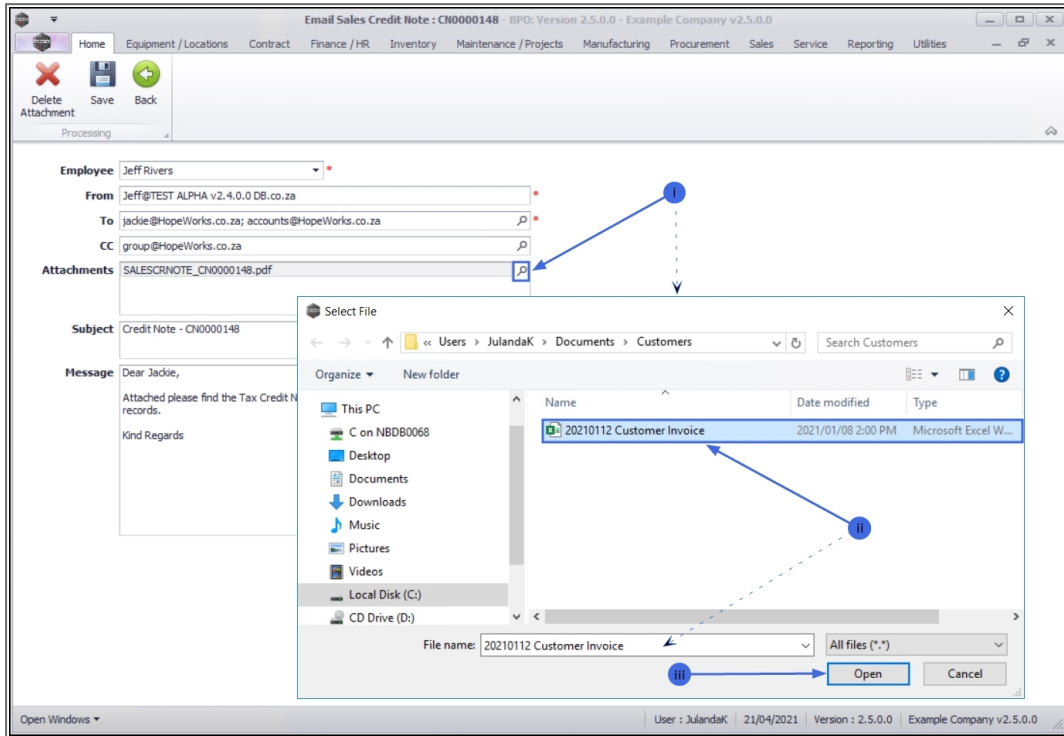 Email Sales Credit Note : CN0000148 - BPO: Version 2.5.0.0 - Example Company v2.5.0.0
Home Equipment / Locations Contract Finance / HR Inventory Maintenance / Projects Manufacturing Procurement Sales Service Reporting Utilities
Delete Attachment Save Back
Processing
Employee Jeff Rivers *
From Jeff@TEST ALPHA v2.4.0.0 DB.co.za *
To jackie@HopeWorks.co.za; accounts@HopeWorks.co.za *
CC group@HopeWorks.co.za
Attachments SALESCRNOTE_CN0000148.pdf
Subject Credit Note - CN0000148
Message Dear Jackie,
Attached please find the Tax Credit N
records.
Kind Regards
i
Select File
« Users › JulandaK › Documents › Customers Search Customers
Organize New folder
Name Date modified Type
This PC
C on NBDB0068
Desktop
Documents
Downloads
Music
Pictures
Videos
Local Disk (C:)
CD Drive (D:)
20210112 Customer Invoice 2021/01/08 2:00 PM Microsoft Excel W...
ii
File name: 20210112 Customer Invoice All files (*.*)
iii
Open Cancel
Open Windows User : JulandaK 21/04/2021 Version : 2.5.0.0 Example Company v2.5.0.0